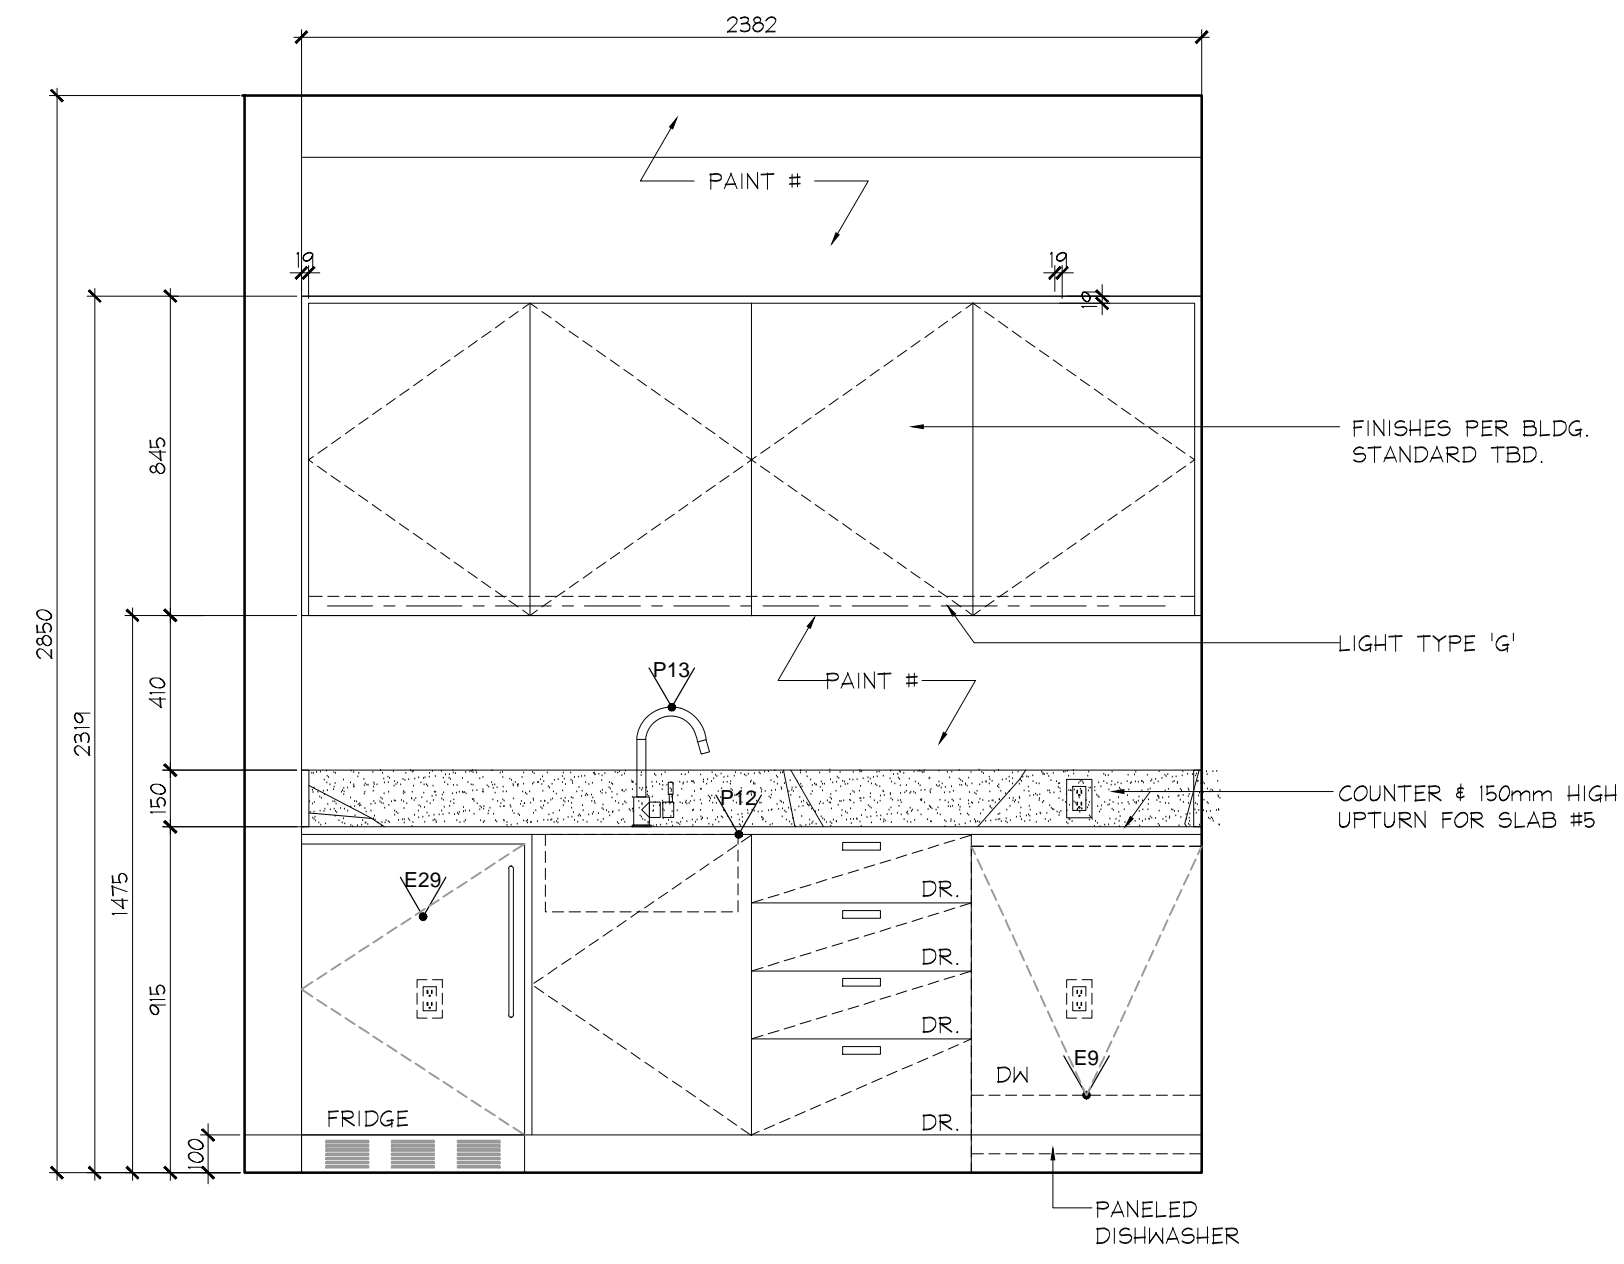 2382
PAINT #
19
19
19
845
FINISHES PER BLDG.
STANDARD TBD.
2850
LIGHT TYPE 'G'
P13
PAINT #
410
2319
150
P12
COUNTER & 150mm HIGH
UPTURN FOR SLAB #5
1475
E29
DR.
DR.
915
DR.
E9
DW
FRIDGE
DR.
100
PANELED
DISHWASHER